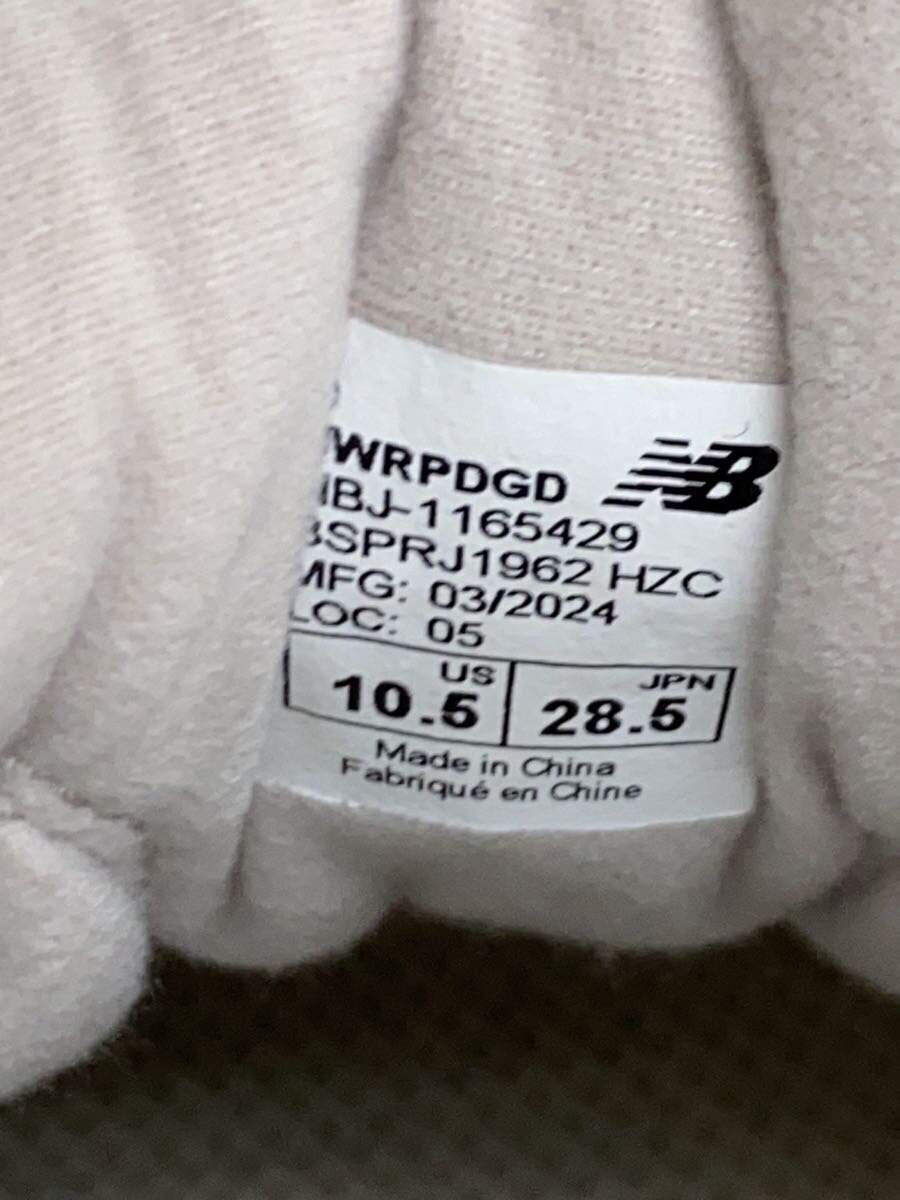 WRPDGD
NB
BJ-1165429
SPRJ1962 HZC
MFG: 03/2024
LOC: 05
US
10.5
JPN
28.5
Made in China
Fabriqué en Chine